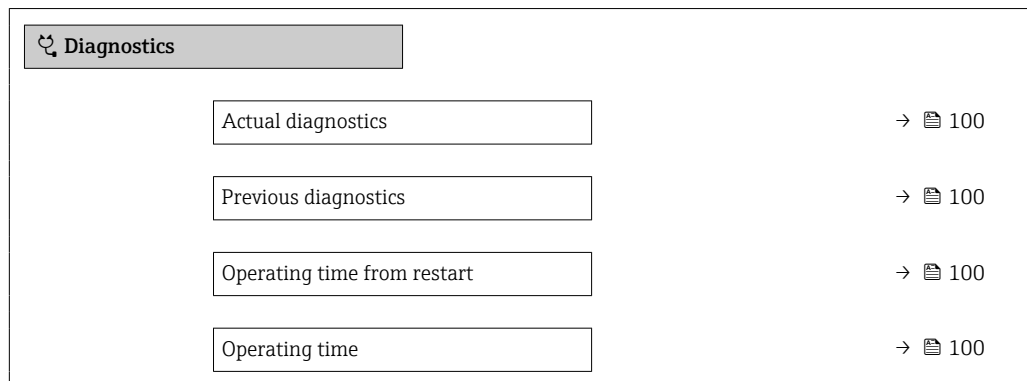 Diagnostics
Actual diagnostics → 100
Previous diagnostics → 100
Operating time from restart → 100
Operating time → 100